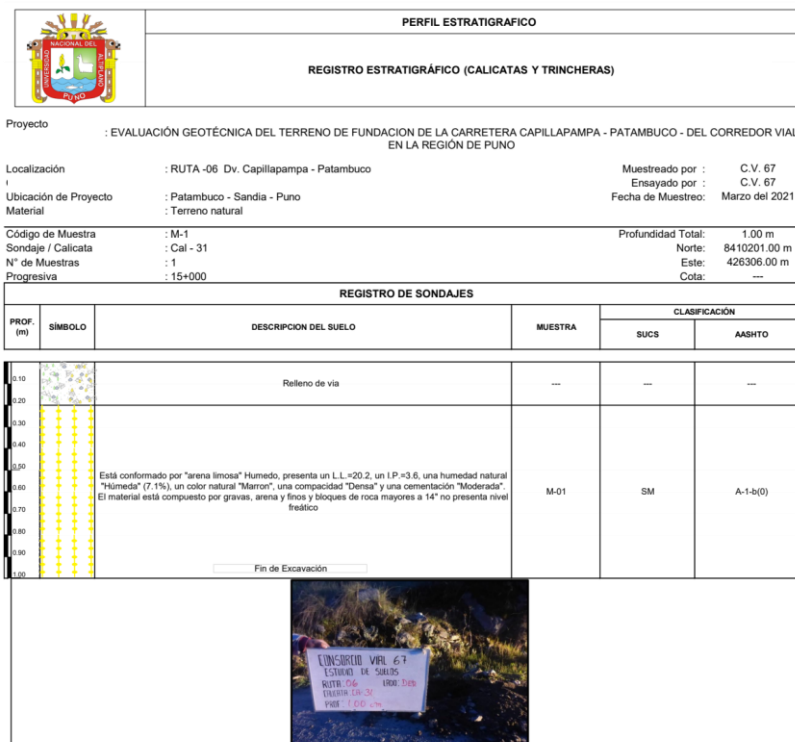 PERFIL ESTRATIGRAFICO
REGISTRO ESTRATIGRÁFICO (CALICATAS Y TRINCHERAS)
UNIVERSIDAD
NACIONAL DEL
ALTIPLANO
PUNO
Proyecto
: EVALUACIÓN GEOTÉCNICA DEL TERRENO DE FUNDACION DE LA CARRETERA CAPILLAPAMPA - PATAMBUCO - DEL CORREDOR VIAL
EN LA REGIÓN DE PUNO
Localización : RUTA -06 Dv. Capillapampa - Patambuco Muestreado por : C.V. 67
Ensayado por : C.V. 67
Ubicación de Proyecto : Patambuco - Sandia - Puno Fecha de Muestreo: Marzo del 2021
Material : Terreno natural
Código de Muestra : M-1 Profundidad Total: 1.00 m
Sondaje / Calicata : Cal - 31 Norte: 8410201.00 m
N° de Muestras : 1 Este: 426306.00 m
Progresiva : 15+000 Cota: ---
REGISTRO DE SONDAJES
PROF. (m) SÍMBOLO DESCRIPCION DEL SUELO MUESTRA CLASIFICACIÓN
SUCS AASHTO
0.10 Relleno de via --- --- ---
0.20
0.30
0.40
0.50
Está conformado por "arena limosa" Humedo, presenta un L.L.=20.2, un I.P.=3.6, una humedad natural
"Húmeda" (7.1%), un color natural "Marron", una compacidad "Densa" y una cementación "Moderada".
El material está compuesto por gravas, arena y finos y bloques de roca mayores a 14" no presenta nivel
freático
M-01 SM A-1-b(0)
0.60
0.70
0.80
0.90
1.00
Fin de Excavación
CONSORCIO VIAL 67
ESTUDIO DE SUELOS
RUTA: 06 LADO:
PROF: 1.00